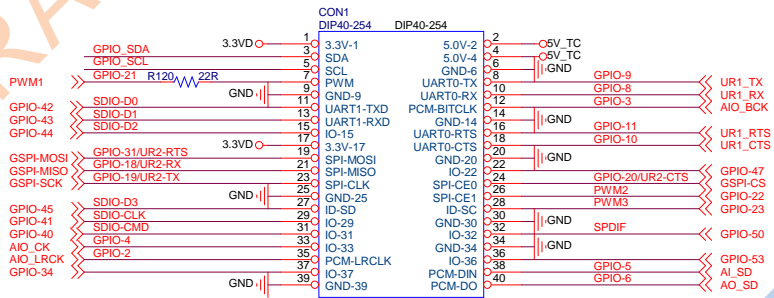 CON1
DIP40-254 DIP40-254
3.3VD 1 3.3V-1 5.0V-2 2 5V_TC
GPIO_SDA 3 SDA 5.0V-4 4 5V_TC
GPIO_SCL 5 SCL GND-6 6 GND
PWM1 GPIO-21 R120 22R 7 PWM UART0-TX 8 GPIO-9 UR1_TX
GND 9 GND-9 UART0-RX 10 GPIO-8 UR1_RX
GPIO-42 SDIO-D0 11 UART1-TXD PCM-BITCLK 12 GPIO-3 AIO_BCK
GPIO-43 SDIO-D1 13 UART1-RXD GND-14 14 GND
GPIO-44 SDIO-D2 15 IO-15 UART0-RTS 16 GPIO-11 UR1_RTS
3.3VD 17 3.3V-17 UART0-CTS 18 GPIO-10 UR1_CTS
GSPI-MOSI GPIO-31/UR2-RTS 19 SPI-MOSI GND-20 20 GND
GSPI-MISO GPIO-18/UR2-RX 21 SPI-MISO IO-22 22 GPIO-47
GSPI-SCK GPIO-19/UR2-TX 23 SPI-CLK SPI-CE0 24 GPIO-20/UR2-CTS GSPI-CS
GND 25 GND-25 SPI-CE1 26 PWM2 GPIO-22
GPIO-45 SDIO-D3 27 ID-SD ID-SC 28 PWM3 GPIO-23
GPIO-41 SDIO-CLK 29 IO-29 GND-30 30 GND
GPIO-40 SDIO-CMD 31 IO-31 IO-32 32 SPDIF GPIO-50
AIO_CK GPIO-4 33 IO-33 GND-34 34 GND
AIO_LRCK GPIO-2 35 PCM-LRCLK IO-36 36 GPIO-53
GPIO-34 37 IO-37 PCM-DIN 38 GPIO-5 AI_SD
GND 39 GND-39 PCM-DO 40 GPIO-6 AO_SD